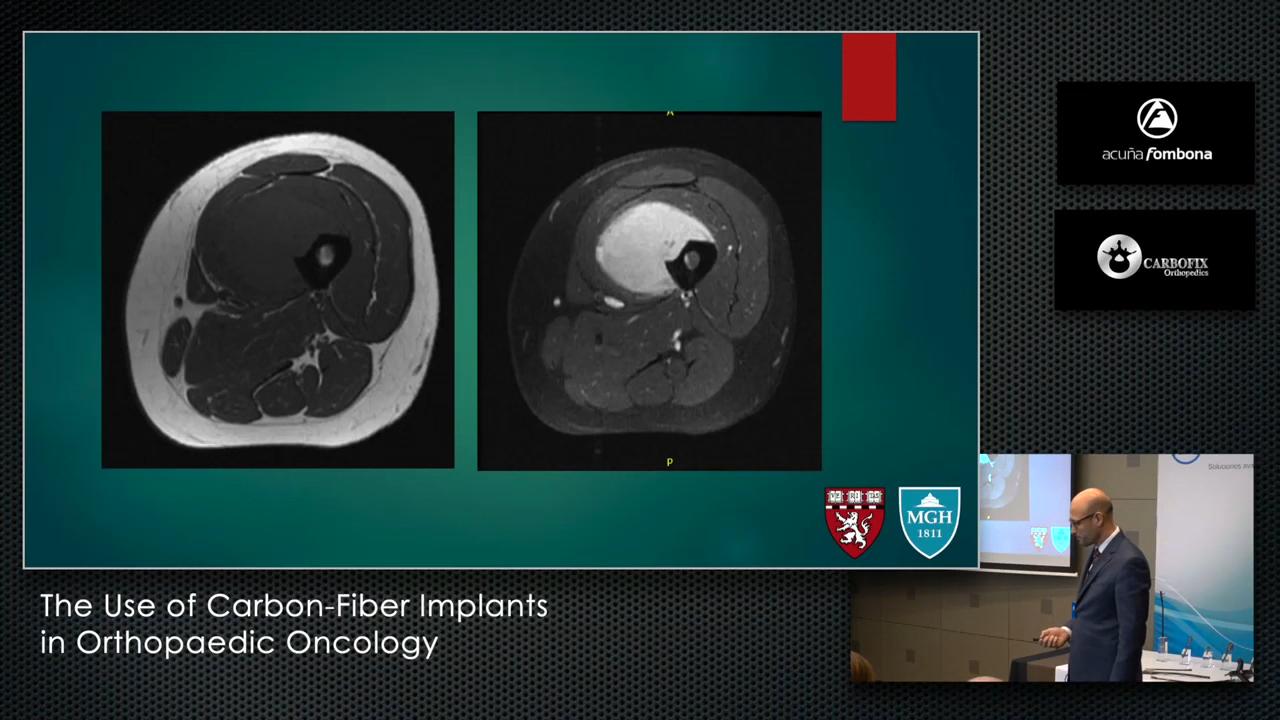 A
P
MGH
1811
The Use of Carbon-Fiber Implants
in Orthopaedic Oncology
acuña fombona
CARBOFIX
Orthopedics